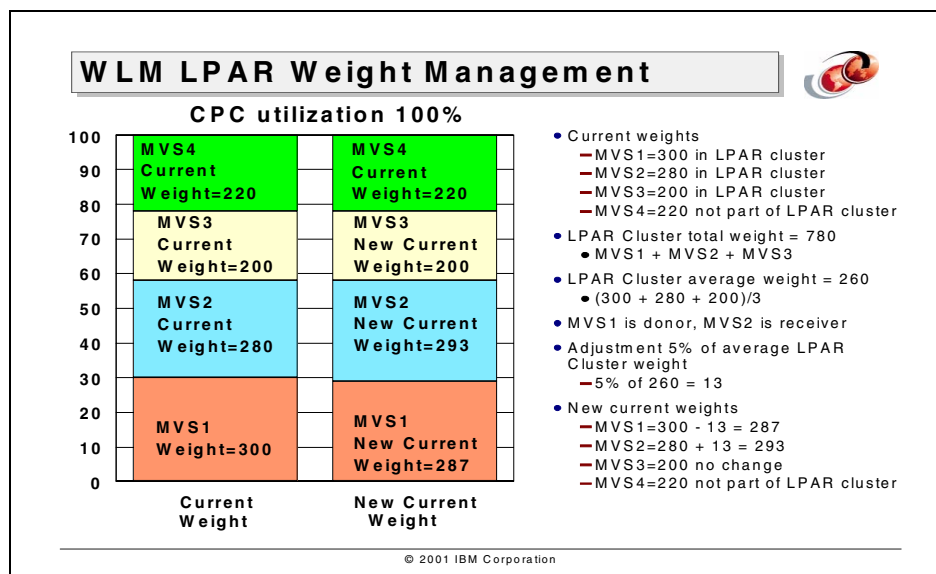 WLM LPAR Weight Management
CPC utilization 100%
100
90
80
70
60
50
40
30
20
10
0
MVS4
Current
Weight=220
MVS3
Current
Weight=200
MVS2
Current
Weight=280
MVS1
Weight=300
MVS4
Current
Weight=220
MVS3
New Current
Weight=200
MVS2
New Current
Weight=293
MVS1
New Current
Weight=287
Current
Weight
New Current
Weight
Current weights
MVS1=300 in LPAR cluster
MVS2=280 in LPAR cluster
MVS3=200 in LPAR cluster
MVS4=220 not part of LPAR cluster
LPAR Cluster total weight = 780
MVS1 + MVS2 + MVS3
LPAR Cluster average weight = 260
(300 + 280 + 200)/3
MVS1 is donor, MVS2 is receiver
Adjustment 5% of average LPAR
Cluster weight
5% of 260 = 13
New current weights
MVS1=300 - 13 = 287
MVS2=280 + 13 = 293
MVS3=200 no change
MVS4=220 not part of LPAR cluster
© 2001 IBM Corporation